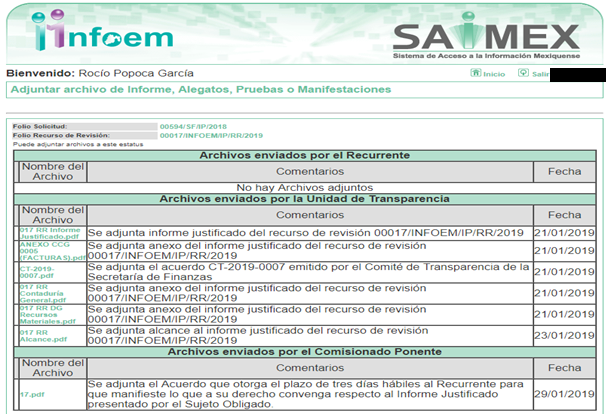 infoem
SAIMEX
Sistema de Acceso a la Información Mexiquense
Bienvenido: Rocío Popoca García
Inicio
Salir
Adjuntar archivo de Informe, Alegatos, Pruebas o Manifestaciones
Folio Solicitud: 00594/SF/IP/2018
Folio Recurso de Revisión: 00017/INFOEM/IP/RR/2019
Puede adjuntar archivos a este estatus
Archivos enviados por el Recurrente
Nombre del Archivo Comentarios Fecha
No hay Archivos adjuntos
Archivos enviados por la Unidad de Transparencia
Nombre del Archivo Comentarios Fecha
017 RR Informe Justificado.pdf Se adjunta informe justificado del recurso de revisión 00017/INFOEM/IP/RR/2019 21/01/2019
ANEXO CCG 0005 (FACTURAS).pdf Se adjunta anexo del informe justificado del recurso de revisión 00017/INFOEM/IP/RR/2019 21/01/2019
CT-2019-0007.pdf Se adjunta el acuerdo CT-2019-0007 emitido por el Comité de Transparencia de la Secretaría de Finanzas 21/01/2019
017 RR Contaduría General.pdf Se adjunta anexo del informe justificado del recurso de revisión 00017/INFOEM/IP/RR/2019 21/01/2019
017 RR DG Recursos Materiales.pdf Se adjunta anexo del informe justificado del recurso de revisión 00017/INFOEM/IP/RR/2019 21/01/2019
017 RR Alcance.pdf Se adjunta alcance al informe justificado del recurso de revisión 00017/INFOEM/IP/RR/2019 23/01/2019
Archivos enviados por el Comisionado Ponente
Nombre del Archivo Comentarios Fecha
17.pdf Se adjunta el Acuerdo que otorga el plazo de tres días hábiles al Recurrente para que manifieste lo que a su derecho convenga respecto al Informe Justificado presentado por el Sujeto Obligado. 29/01/2019